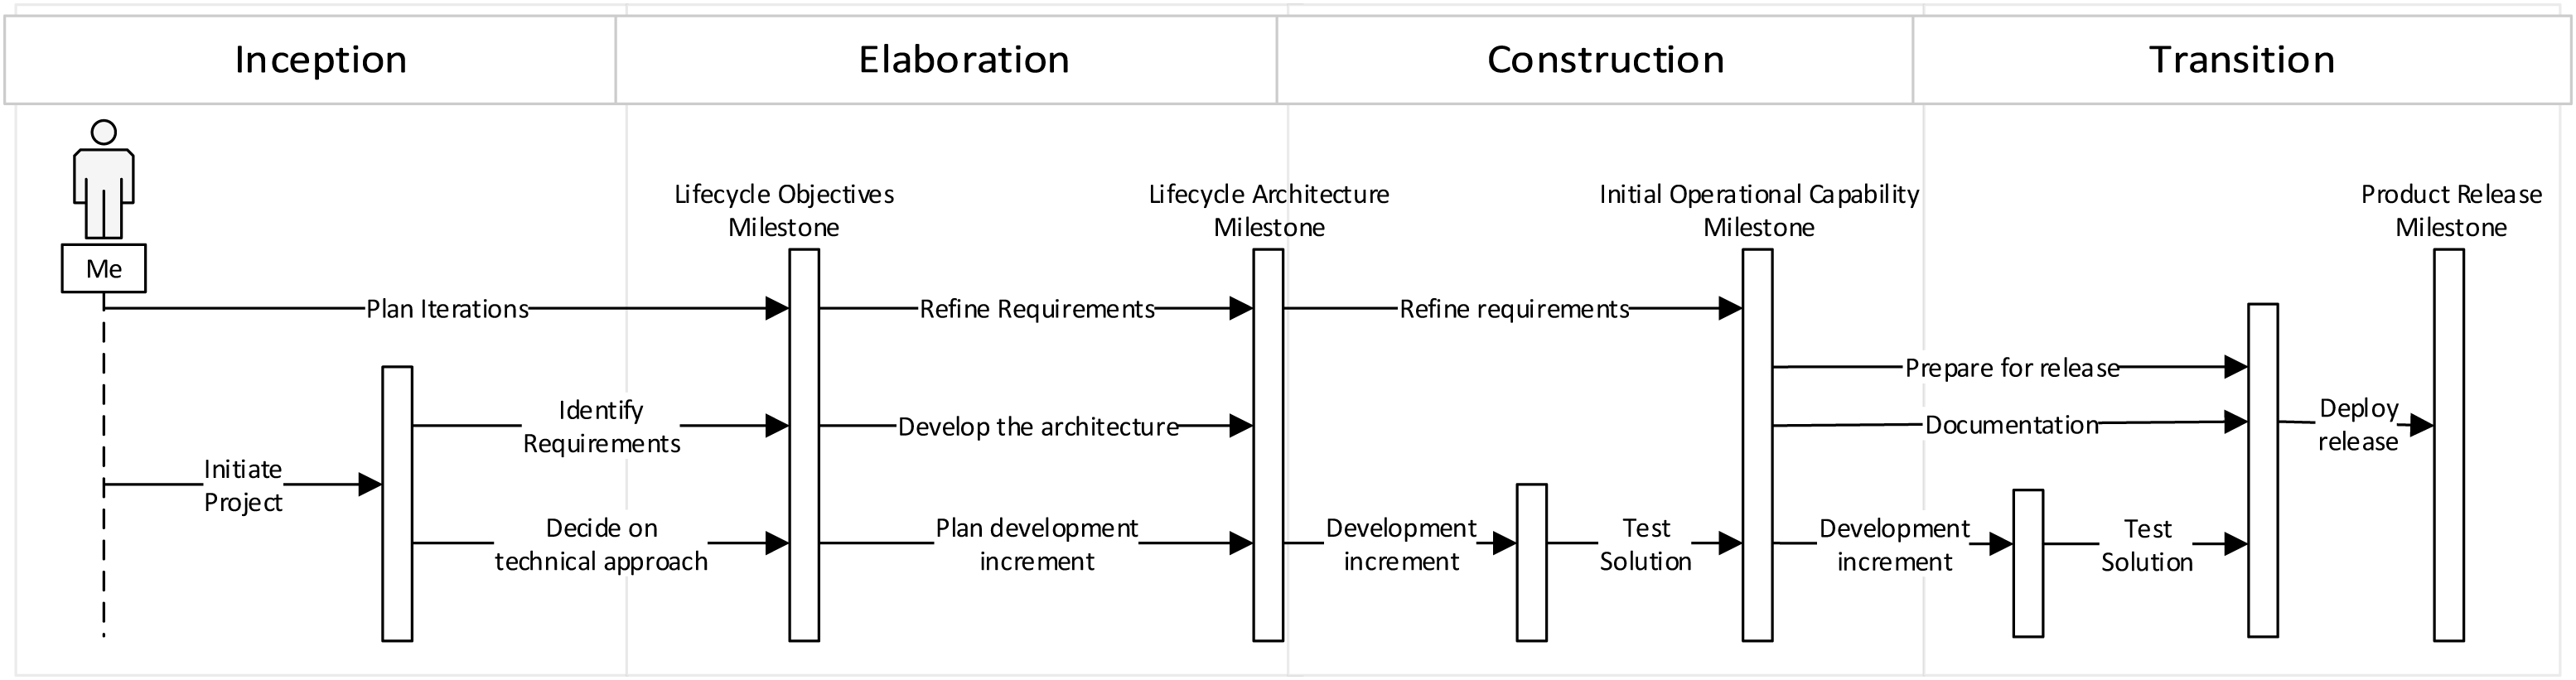 Inception
Elaboration
Construction
Transition
Lifecycle Objectives
Milestone
Lifecycle Architecture
Milestone
Initial Operational Capability
Milestone
Product Release
Milestone
Me
Plan Iterations
Refine Requirements
Refine requirements
Prepare for release
Identify
Requirements
Develop the architecture
Documentation
Deploy
release
Initiate
Project
Decide on
technical approach
Plan development
increment
Development
increment
Test
Solution
Development
increment
Test
Solution